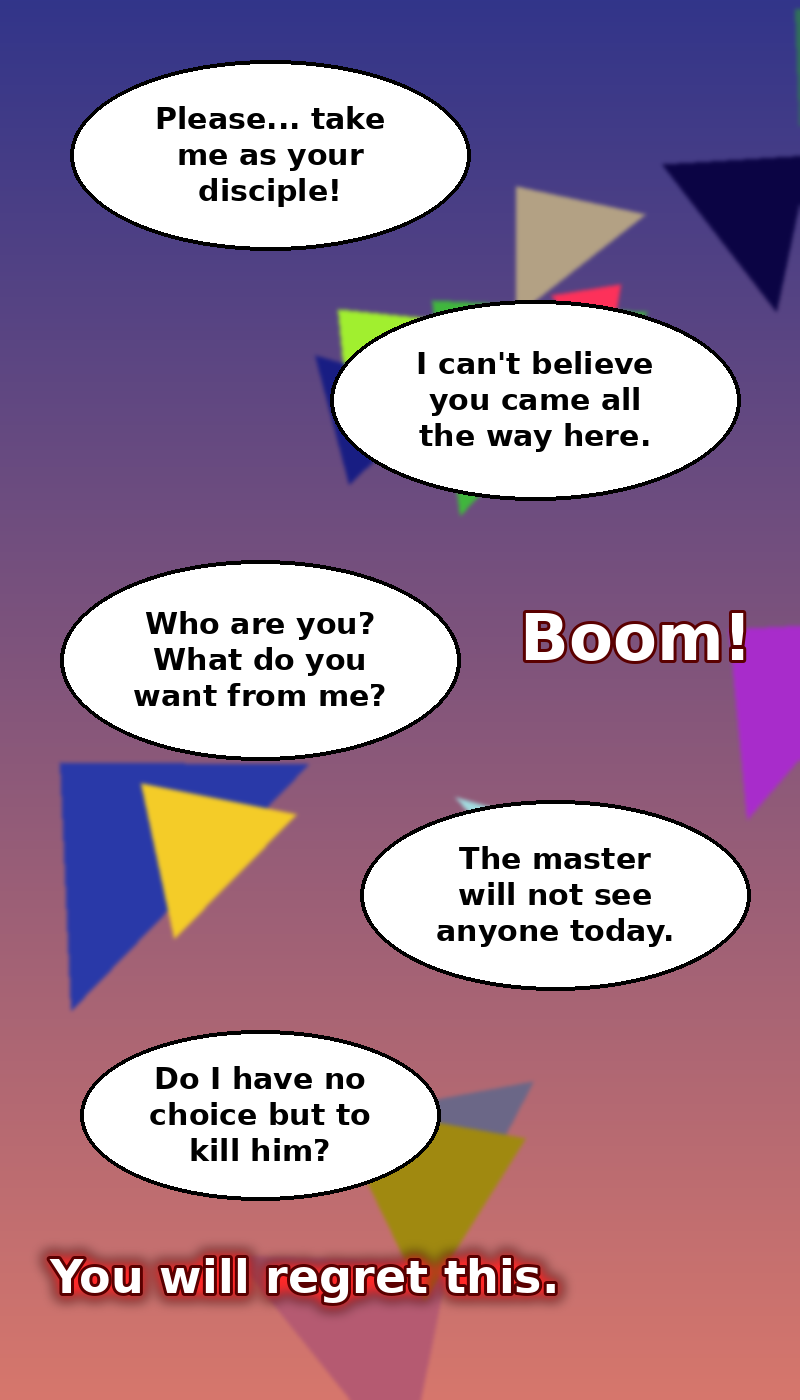 Please... take
me as your
disciple!
I can't believe
you came all
the way here.
Who are you?
What do you
want from me?
Boom!
The master
will not see
anyone today.
Do I have no
choice but to
kill him?
You will regret this.